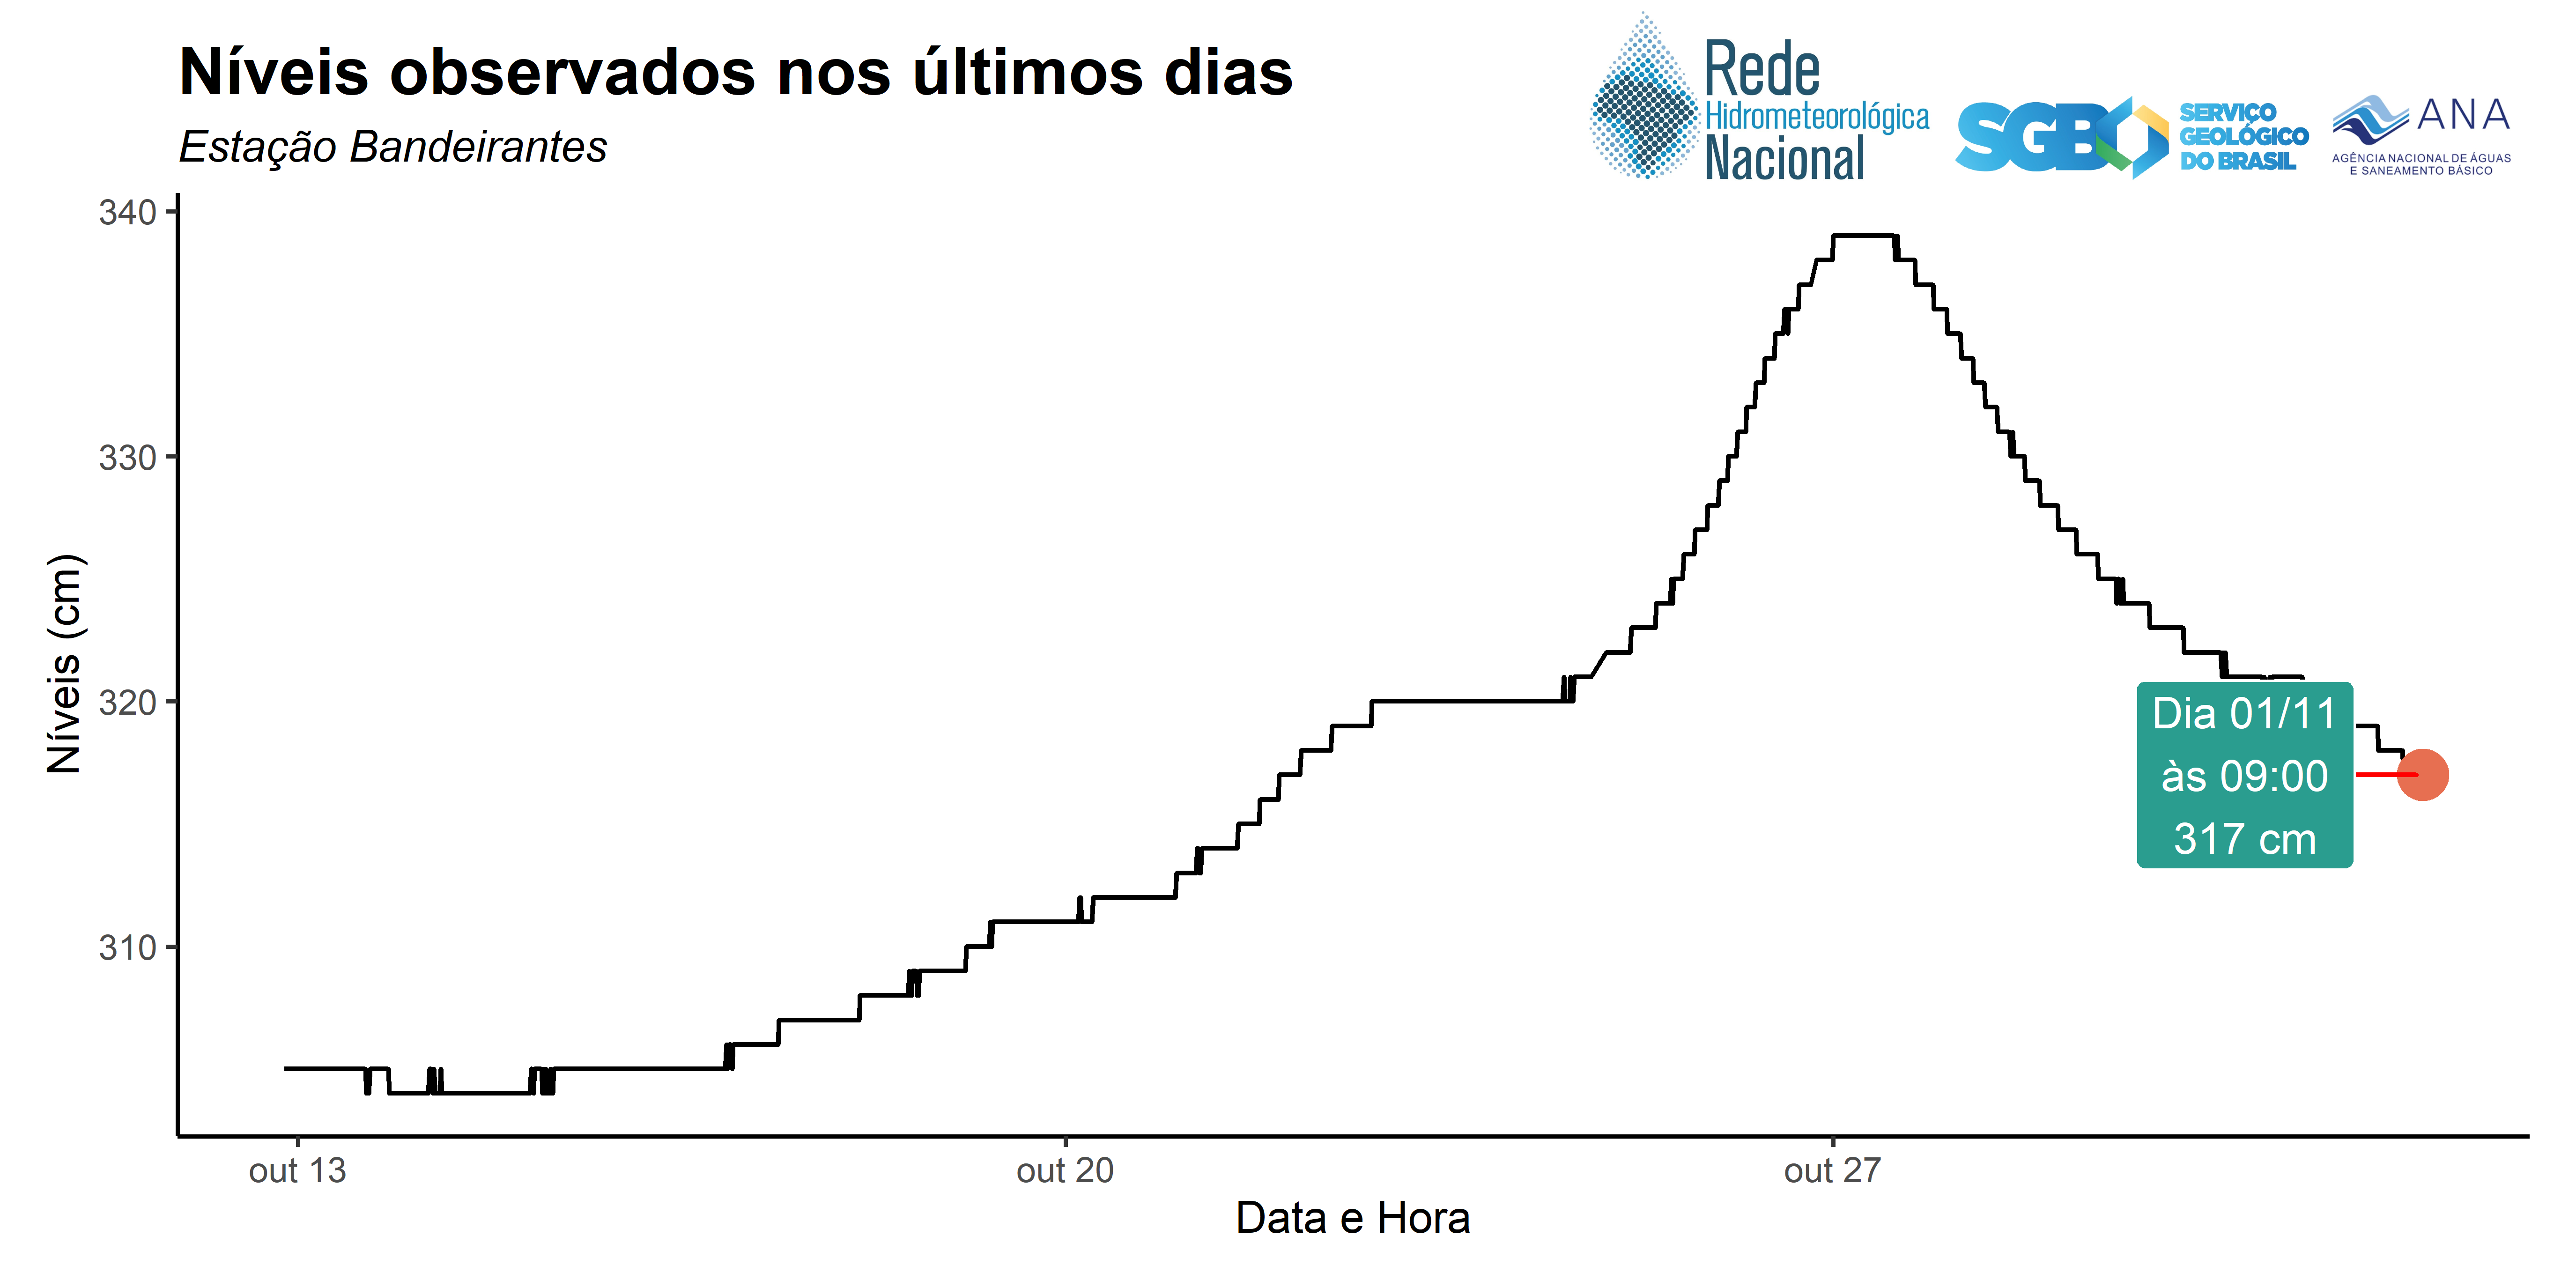 Níveis observados nos últimos dias
Estação Bandeirantes
Rede
Hidrometeorológica
Nacional
SGB
SERVIÇO
GEOLÓGICO
DO BRASIL
ANA
AGÊNCIA NACIONAL DE ÁGUAS
E SANEAMENTO BÁSICO
340
330
320
310
Níveis (cm)
Dia 01/11
às 09:00
317 cm
out 13
out 20
out 27
Data e Hora